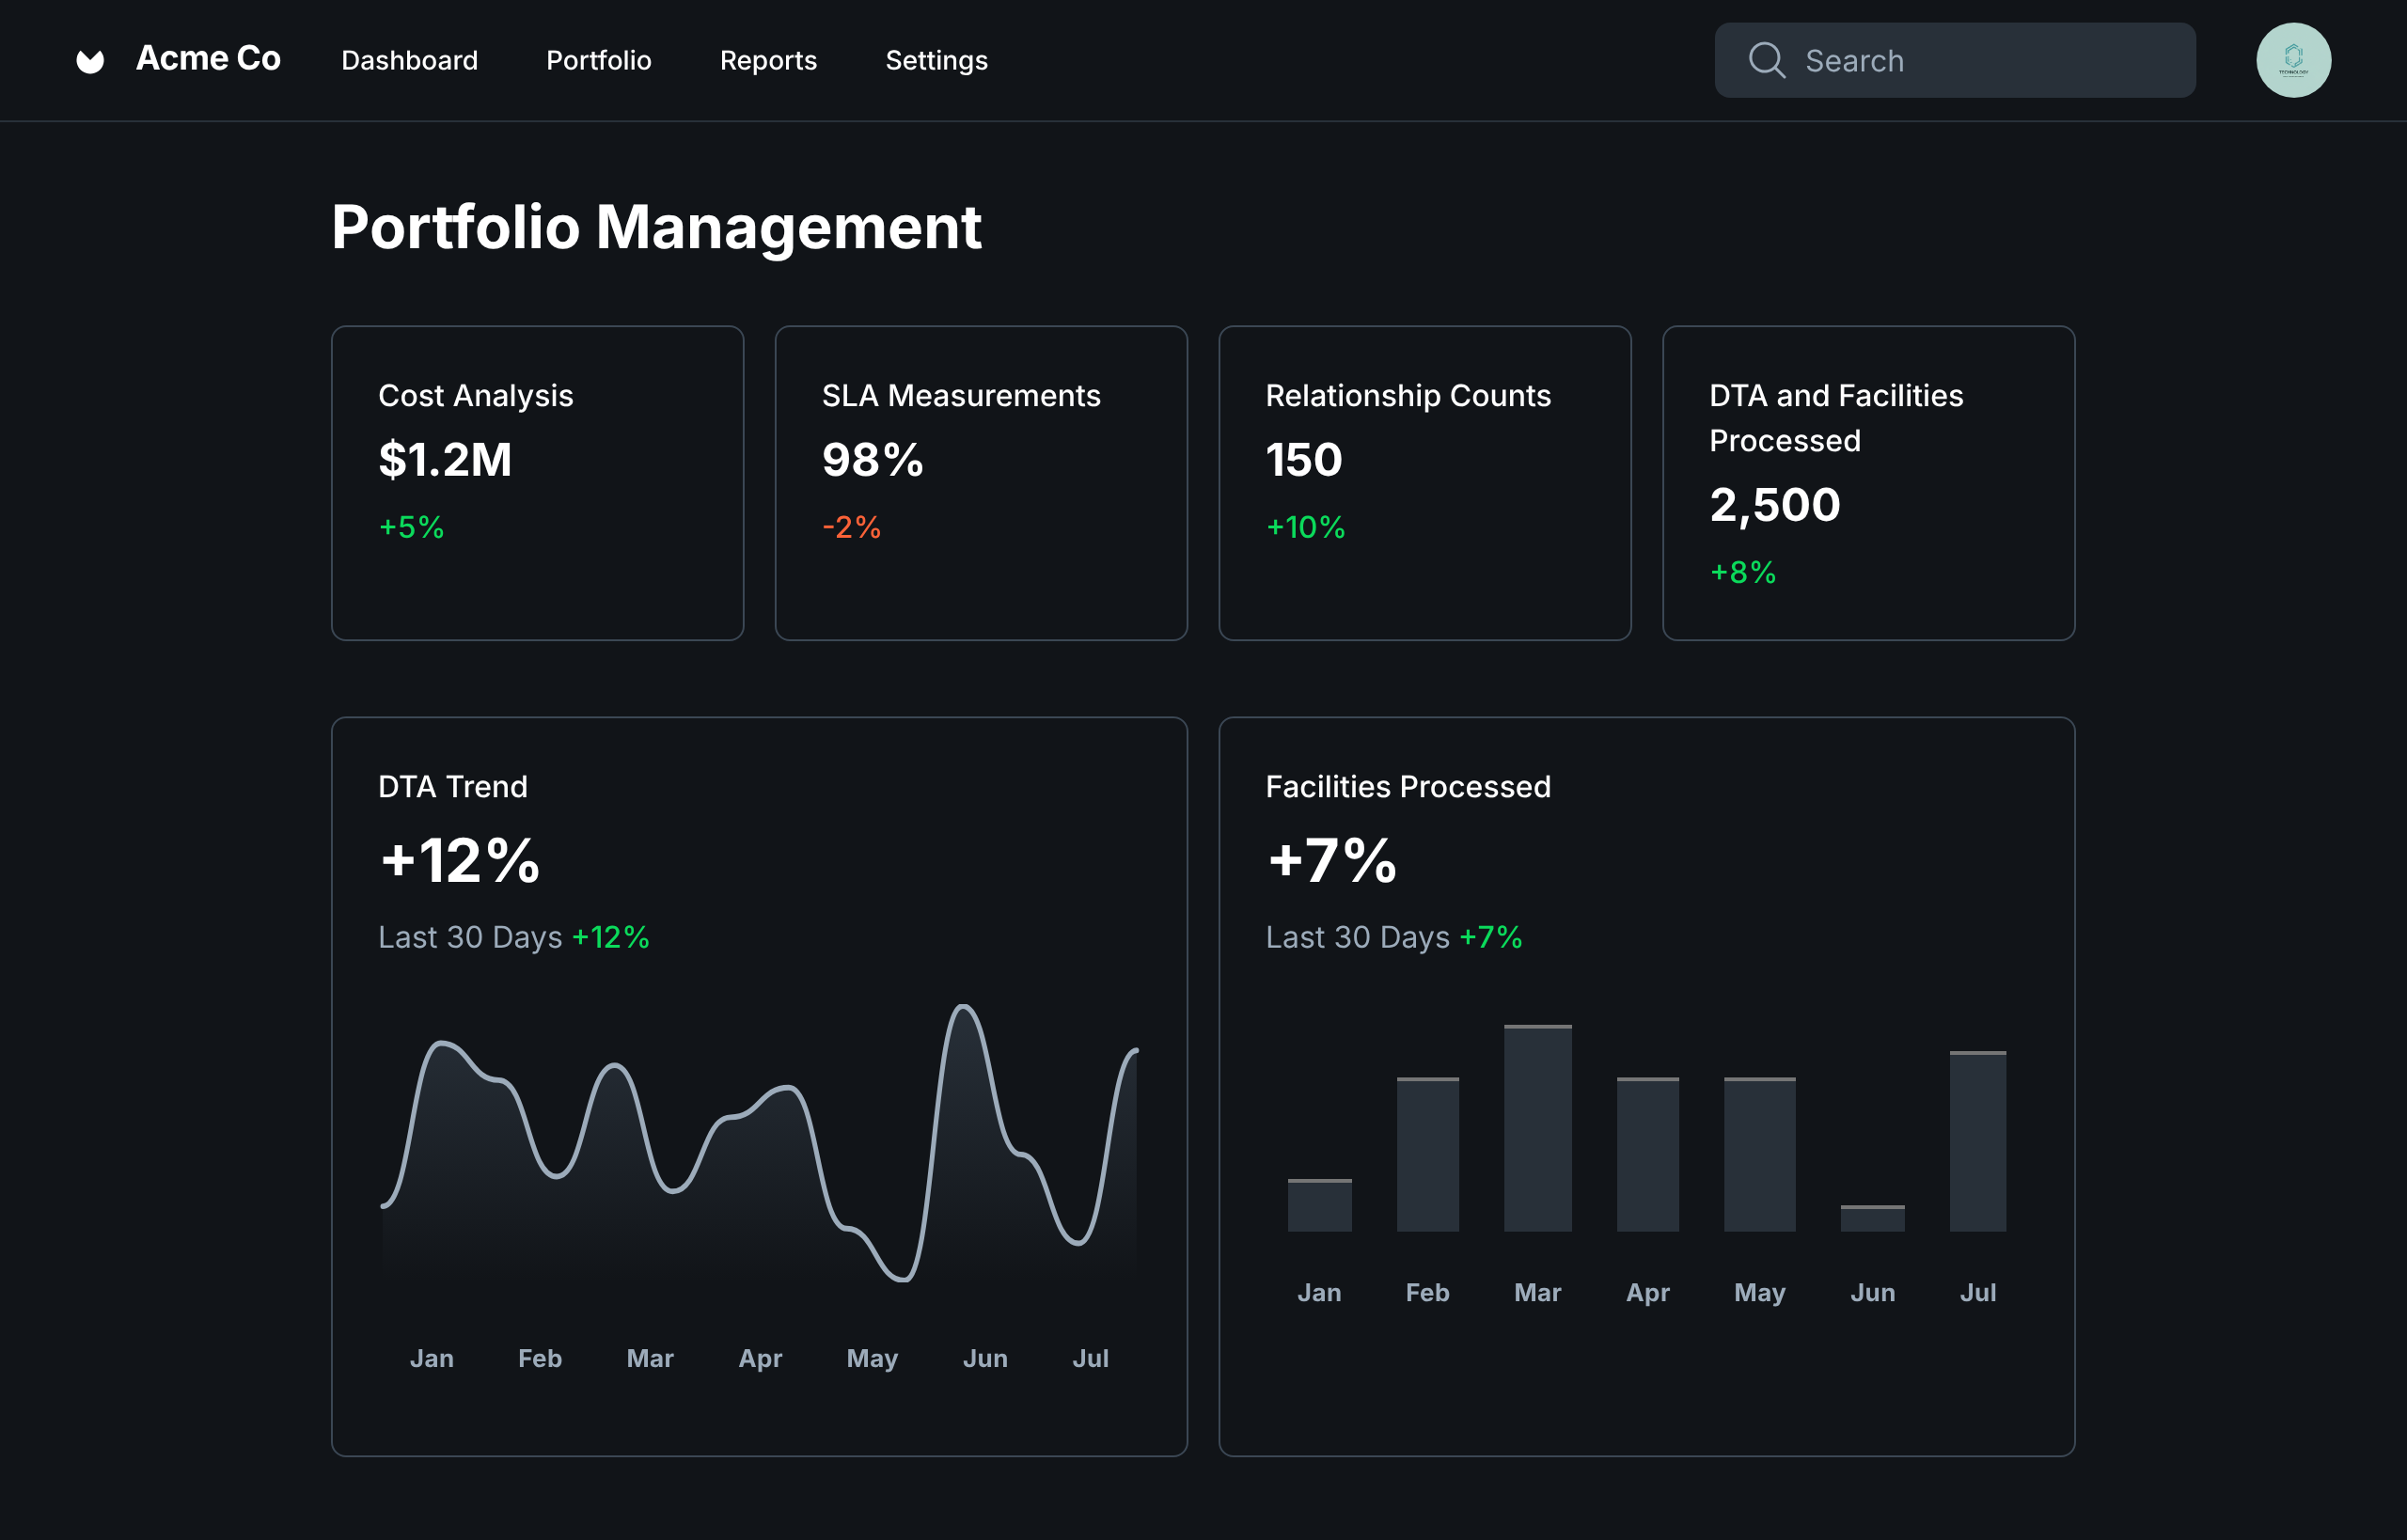 Acme Co
Dashboard
Portfolio
Reports
Settings
Search
TECHNOLOGY
Portfolio Management
Cost Analysis
$1.2M
+5%
SLA Measurements
98%
-2%
Relationship Counts
150
+10%
DTA and Facilities
Processed
2,500
+8%
DTA Trend
+12%
Last 30 Days +12%
Jan Feb Mar Apr May Jun Jul
Facilities Processed
+7%
Last 30 Days +7%
Jan Feb Mar Apr May Jun Jul